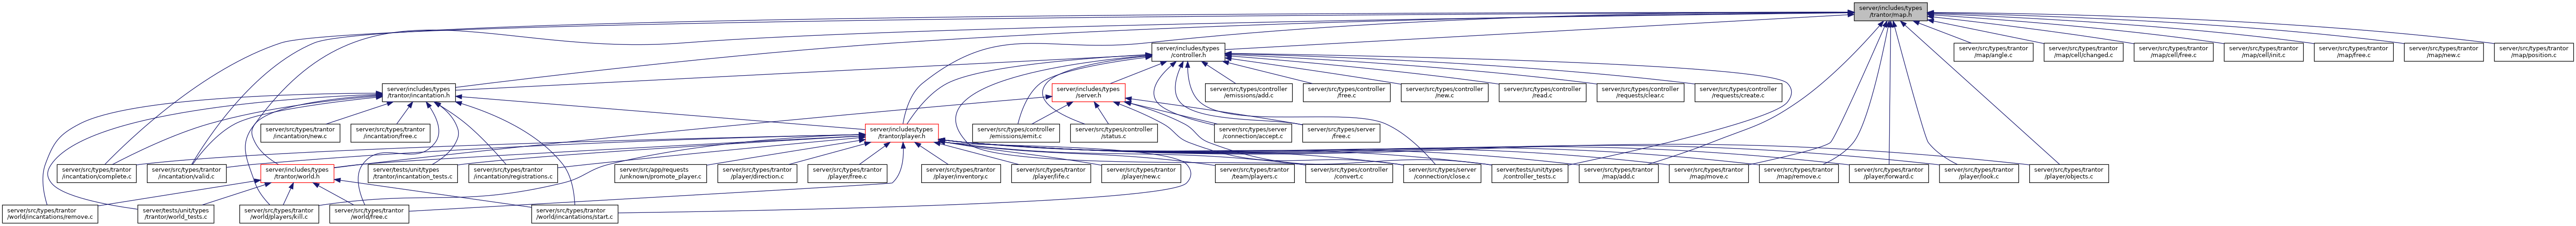 server/includes/types
/trantor/map.h
server/includes/types
/controller.h
server/src/types/trantor
/map/angle.c
server/src/types/trantor
/map/cell/changed.c
server/src/types/trantor
/map/cell/free.c
server/src/types/trantor
/map/cell/init.c
server/src/types/trantor
/map/free.c
server/src/types/trantor
/map/new.c
server/src/types/trantor
/map/position.c
server/includes/types
/trantor/incantation.h
server/includes/types
/server.h
server/src/types/controller
/emissions/add.c
server/src/types/controller
/free.c
server/src/types/controller
/new.c
server/src/types/controller
/read.c
server/src/types/controller
/requests/clear.c
server/src/types/controller
/requests/create.c
server/src/types/trantor
/incantation/new.c
server/src/types/trantor
/incantation/free.c
server/includes/types
/trantor/player.h
server/src/types/controller
/emissions/emit.c
server/src/types/controller
/status.c
server/src/types/server
/connection/accept.c
server/src/types/server
/free.c
server/src/types/trantor
/incantation/complete.c
server/src/types/trantor
/incantation/valid.c
server/includes/types
/trantor/world.h
server/tests/unit/types
/trantor/incantation_tests.c
server/src/types/trantor
/incantation/registrations.c
server/src/app/requests
/unknown/promote_player.c
server/src/types/trantor
/player/direction.c
server/src/types/trantor
/player/free.c
server/src/types/trantor
/player/inventory.c
server/src/types/trantor
/player/life.c
server/src/types/trantor
/player/new.c
server/src/types/trantor
/team/players.c
server/src/types/controller
/convert.c
server/src/types/server
/connection/close.c
server/tests/unit/types
/controller_tests.c
server/src/types/trantor
/map/add.c
server/src/types/trantor
/map/move.c
server/src/types/trantor
/map/remove.c
server/src/types/trantor
/player/forward.c
server/src/types/trantor
/player/look.c
server/src/types/trantor
/player/objects.c
server/src/types/trantor
/world/incantations/remove.c
server/tests/unit/types
/trantor/world_tests.c
server/src/types/trantor
/world/players/kill.c
server/src/types/trantor
/world/free.c
server/src/types/trantor
/world/incantations/start.c